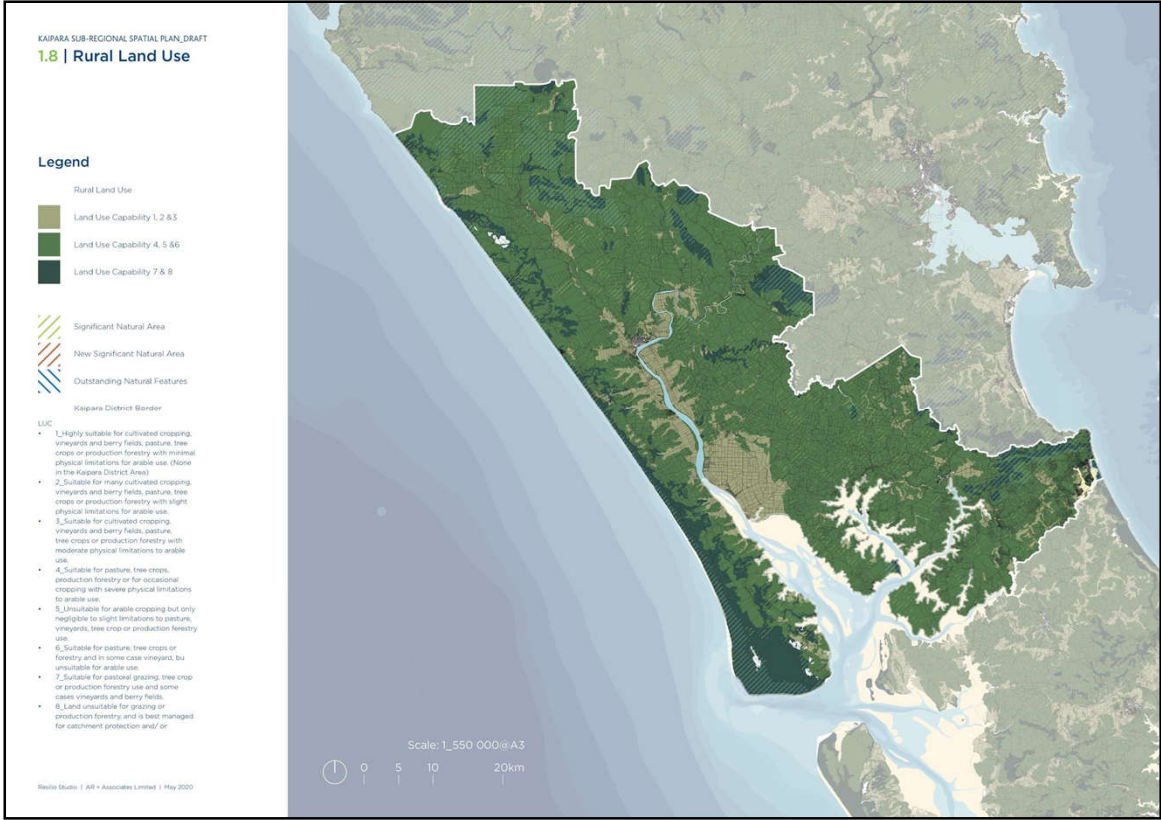 KAIPARA SUB-REGIONAL SPATIAL PLAN_DRAFT
1.8 | Rural Land Use
Legend
Rural Land Use
Land Use Capability 1, 2 &3
Land Use Capability 4, 5 &6
Land Use Capability 7 & 8
Significant Natural Area
New Significant Natural Area
Outstanding Natural Features
Kaipara District Border
LUC
• 1_Highly suitable for cultivated cropping,
vineyards and berry fields, pasture, tree
crops or production forestry with minimal
physical limitations for arable use. (None
in the Kaipara District Area)
• 2_Suitable for many cultivated cropping,
vineyards and berry fields, pasture, tree
crops or production forestry with slight
physical limitations for arable use.
• 3_Suitable for cultivated cropping,
vineyards and berry fields, pasture,
tree crops or production forestry with
moderate physical limitations to arable
use.
• 4_Suitable for pasture, tree crops,
production forestry or for occasional
cropping with severe physical limitations
to arable use.
• 5_Unsuitable for arable cropping but only
negligible to slight limitations to pasture,
vineyards, tree crop or production forestry
use.
• 6_Suitable for pasture, tree crops or
forestry and in some case vineyard, bu
unsuitable for arable use.
• 7_Suitable for pastoral grazing, tree crop
or production forestry use and some
cases vineyards and berry fields.
• 8_Land unsuitable for grazing or
production forestry, and is best managed
for catchment protection and/ or
Resilio Studio | AR + Associates Limited | May 2020
Scale: 1_550 000@A3
0 5 10 20km